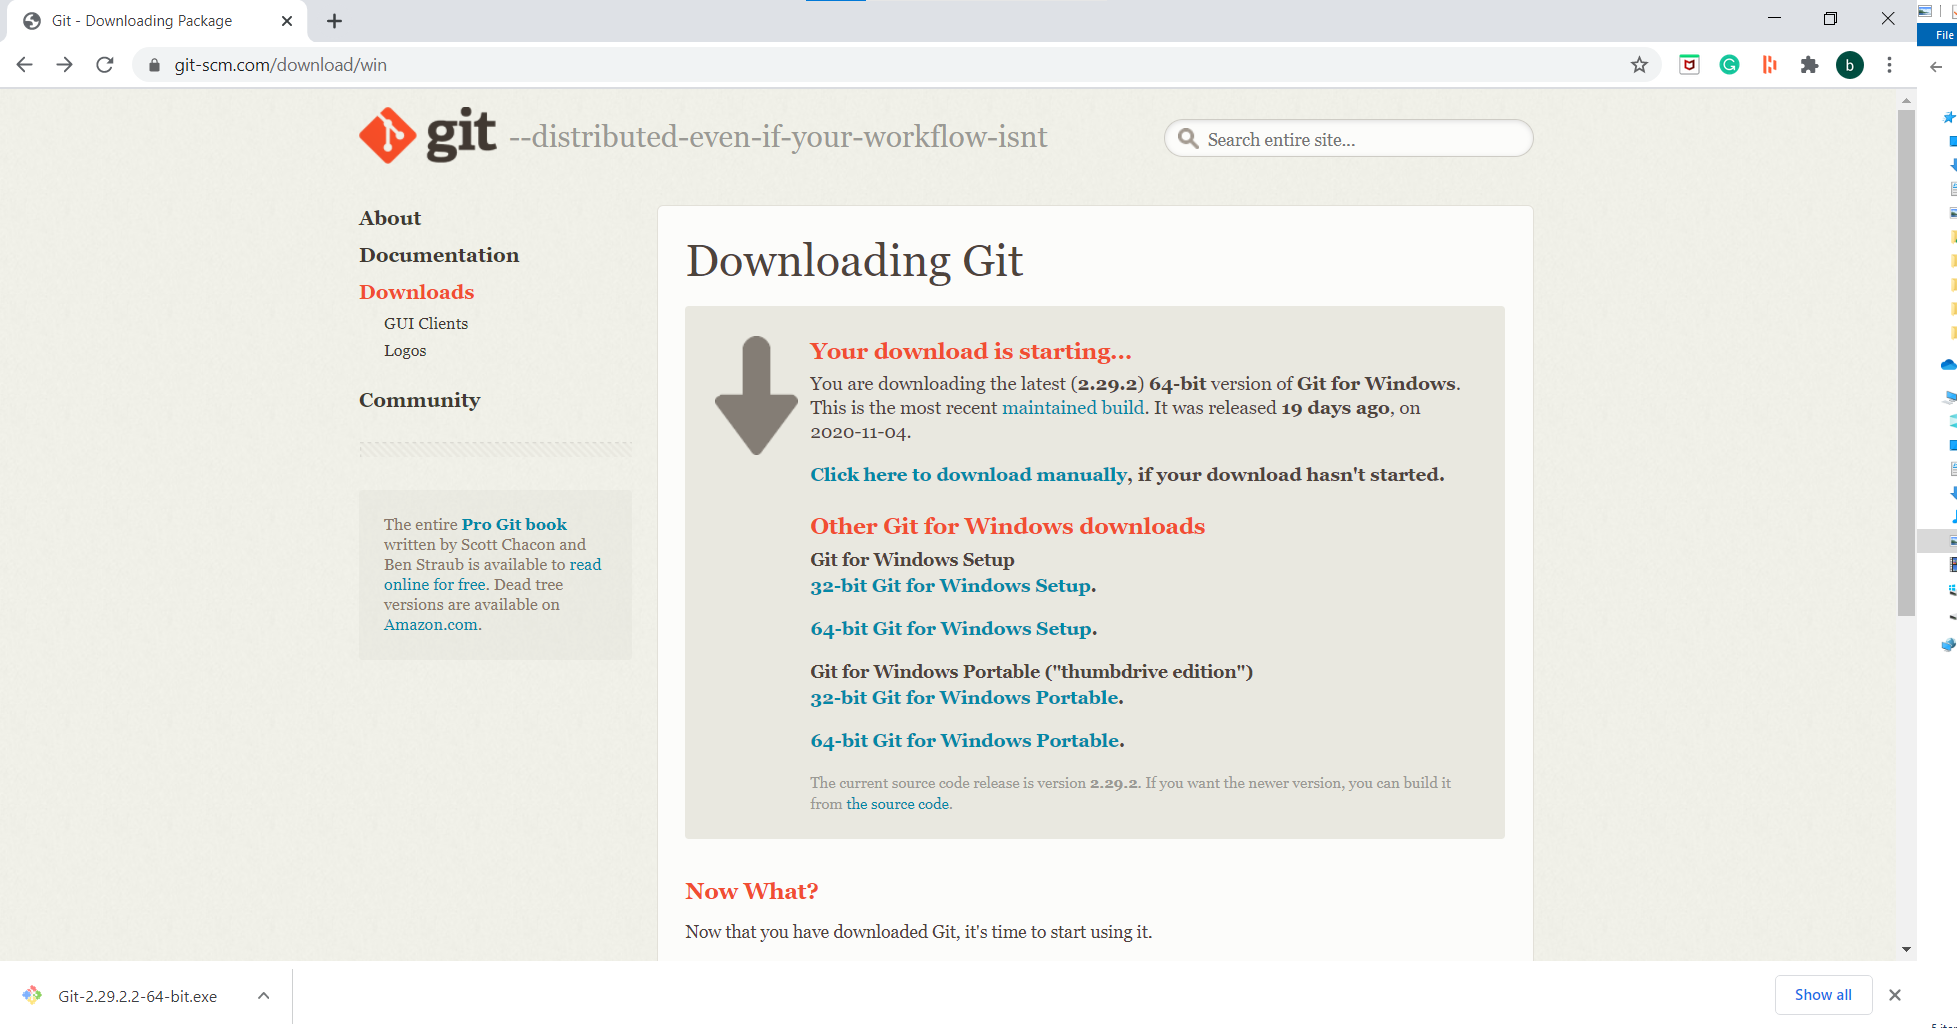 Git - Downloading Package
File
git-scm.com/download/win
b
git --distributed-even-if-your-workflow-isnt
Search entire site...
About
Documentation
Downloads
GUI Clients
Logos
Community
The entire Pro Git book
written by Scott Chacon and
Ben Straub is available to read
online for free. Dead tree
versions are available on
Amazon.com.
Downloading Git
Your download is starting...
You are downloading the latest (2.29.2) 64-bit version of Git for Windows.
This is the most recent maintained build. It was released 19 days ago, on
2020-11-04.
Click here to download manually, if your download hasn't started.
Other Git for Windows downloads
Git for Windows Setup
32-bit Git for Windows Setup.
64-bit Git for Windows Setup.
Git for Windows Portable ("thumbdrive edition")
32-bit Git for Windows Portable.
64-bit Git for Windows Portable.
The current source code release is version 2.29.2. If you want the newer version, you can build it
from the source code.
Now What?
Now that you have downloaded Git, it's time to start using it.
Git-2.29.2.2-64-bit.exe
Show all